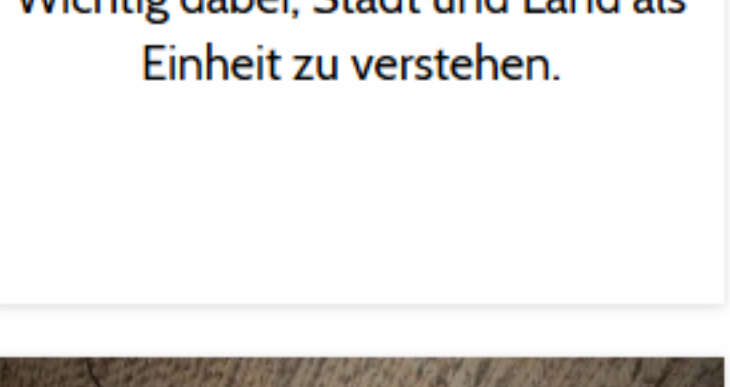 Wichtig dabei, Stadt und Land als
Einheit zu verstehen.